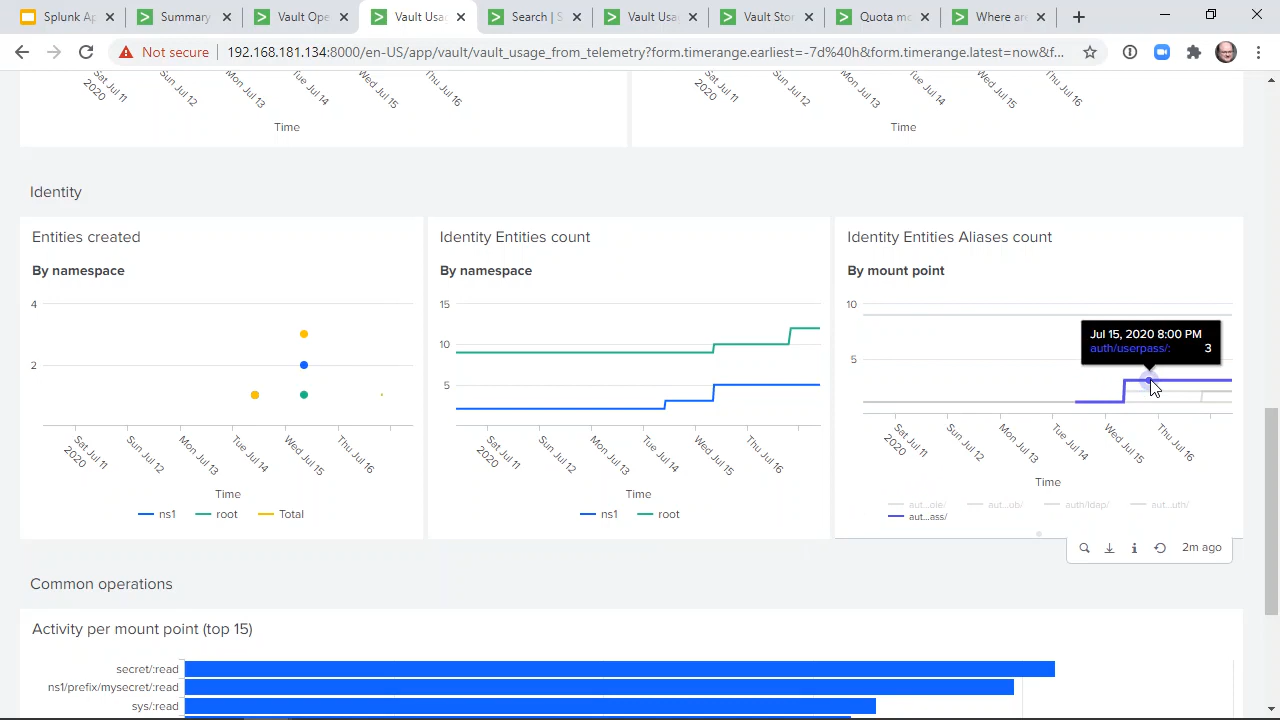 Splunk Ap
Summary
Vault Ope
Vault Usa
Search | S
Vault Usa
Vault Sto
Quota mo
Where are
Not secure
192.168.181.134:8000/en-US/app/vault/vault_usage_from_telemetry?form.timerange.earliest=-7d%40h&form.timerange.latest=now&f...
Sat Jul 11
2020
Sun Jul 12
Mon Jul 13
Tue Jul 14
Wed Jul 15
Thu Jul 16
Time
Sat Jul 11
2020
Sun Jul 12
Mon Jul 13
Tue Jul 14
Wed Jul 15
Thu Jul 16
Time
Identity
Entities created
By namespace
4
2
Sat Jul 11
2020
Sun Jul 12
Mon Jul 13
Tue Jul 14
Wed Jul 15
Thu Jul 16
Time
ns1
root
Total
Identity Entities count
By namespace
15
10
5
Sat Jul 11
2020
Sun Jul 12
Mon Jul 13
Tue Jul 14
Wed Jul 15
Thu Jul 16
Time
ns1
root
Identity Entities Aliases count
By mount point
10
5
Jul 15, 2020 8:00 PM
auth/userpass/: 3
Sat Jul 11
2020
Sun Jul 12
Mon Jul 13
Tue Jul 14
Wed Jul 15
Thu Jul 16
Time
aut...ole/
aut...ob/
auth/ldap/
aut...uth/
aut...ass/
2m ago
Common operations
Activity per mount point (top 15)
secret/:read
ns1/prefix/mysecret/:read
sys/:read